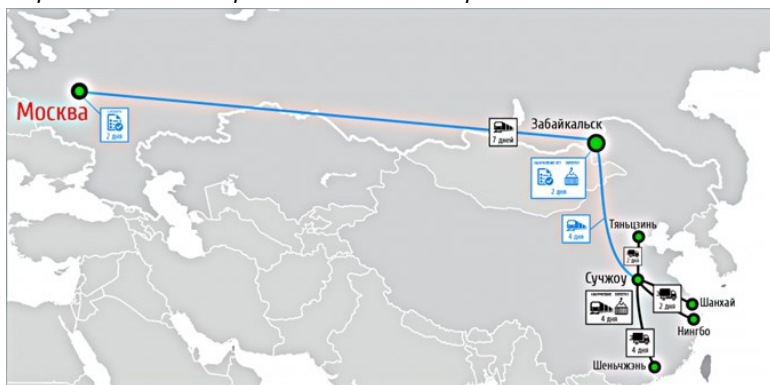 Москва
2 дня
7 дней
Забайкальск
2 дня
4 дня
Тяньцзинь
2 дня
Сучжоу
4 дня
2 дня
Шанхай
Нингбо
4 дня
Шеньчжэнь